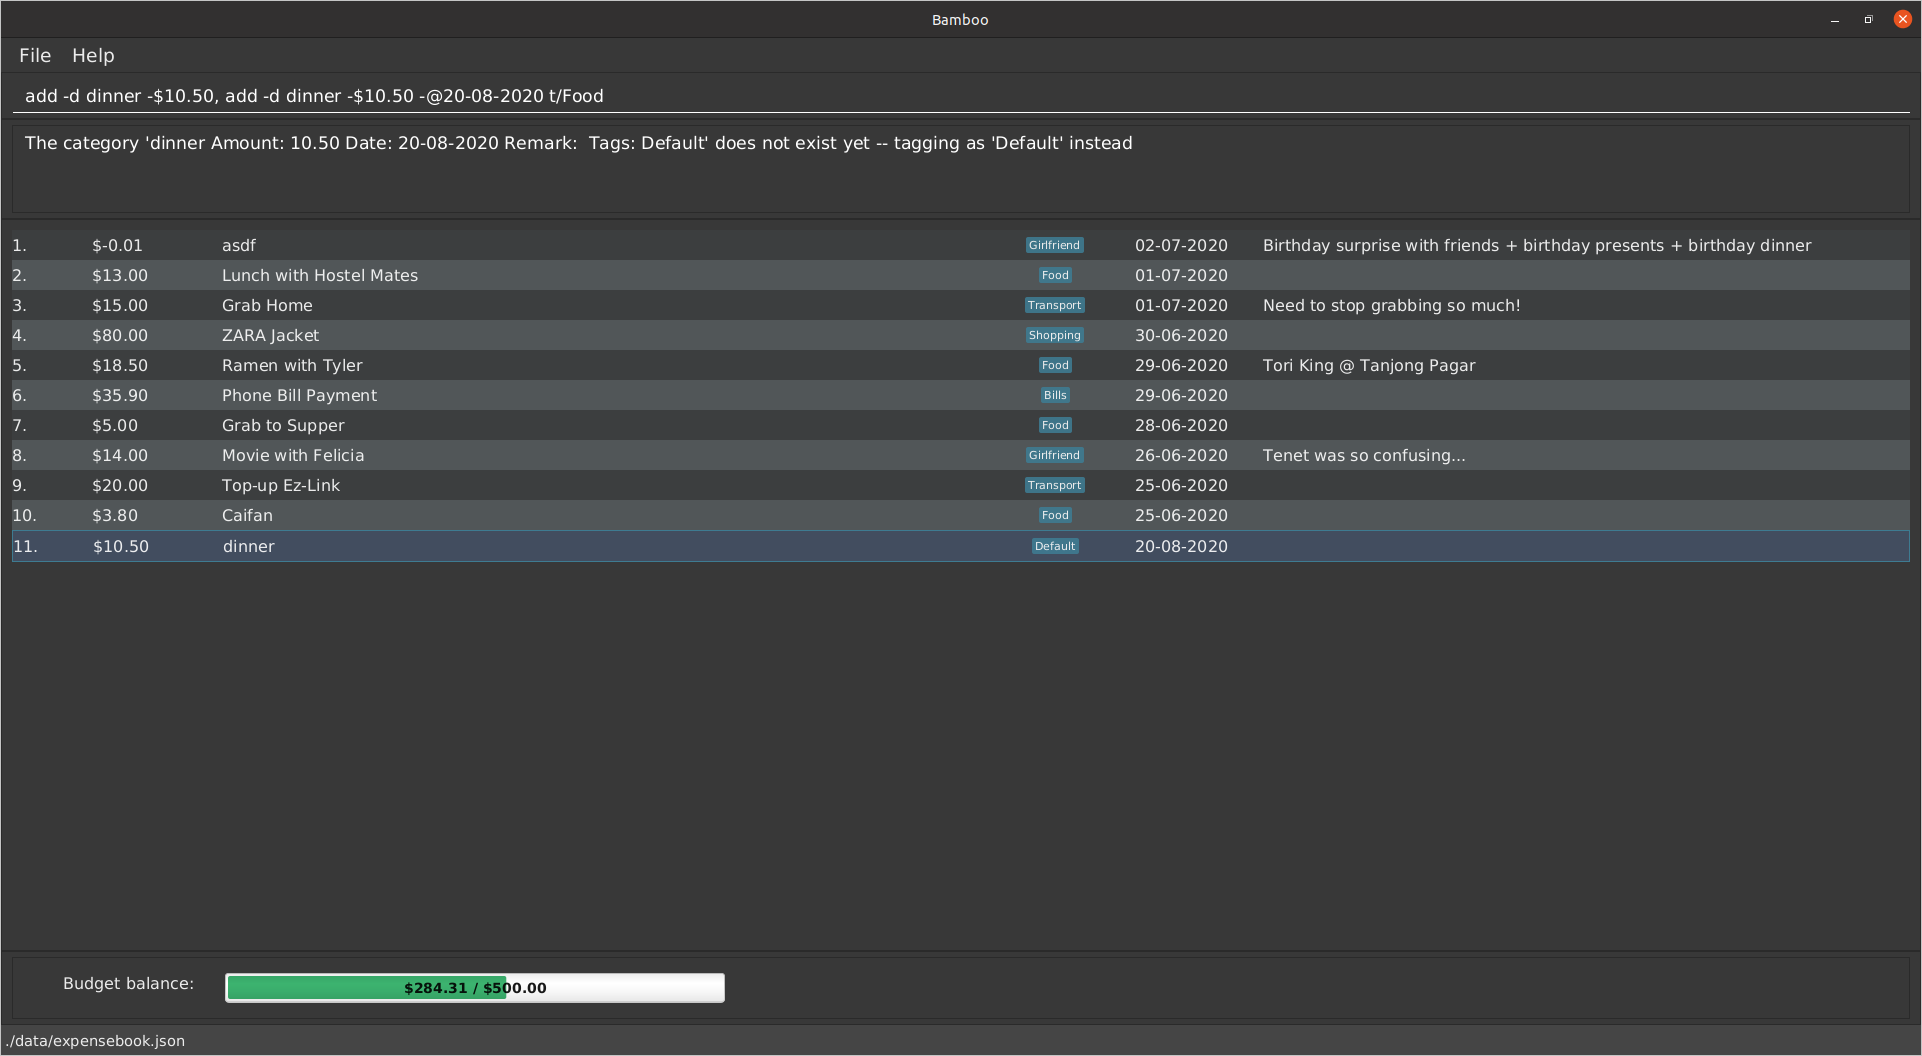 Bamboo
File Help
add -d dinner -$10.50, add -d dinner -$10.50 -@20-08-2020 t/Food
The category 'dinner Amount: 10.50 Date: 20-08-2020 Remark:  Tags: Default' does not exist yet -- tagging as 'Default' instead
1. $-0.01 asdf Girlfriend 02-07-2020 Birthday surprise with friends + birthday presents + birthday dinner
2. $13.00 Lunch with Hostel Mates Food 01-07-2020
3. $15.00 Grab Home Transport 01-07-2020 Need to stop grabbing so much!
4. $80.00 ZARA Jacket Shopping 30-06-2020
5. $18.50 Ramen with Tyler Food 29-06-2020 Tori King @ Tanjong Pagar
6. $35.90 Phone Bill Payment Bills 29-06-2020
7. $5.00 Grab to Supper Food 28-06-2020
8. $14.00 Movie with Felicia Girlfriend 26-06-2020 Tenet was so confusing...
9. $20.00 Top-up Ez-Link Transport 25-06-2020
10. $3.80 Caifan Food 25-06-2020
11. $10.50 dinner Default 20-08-2020
Budget balance: $284.31 / $500.00
./data/expensebook.json